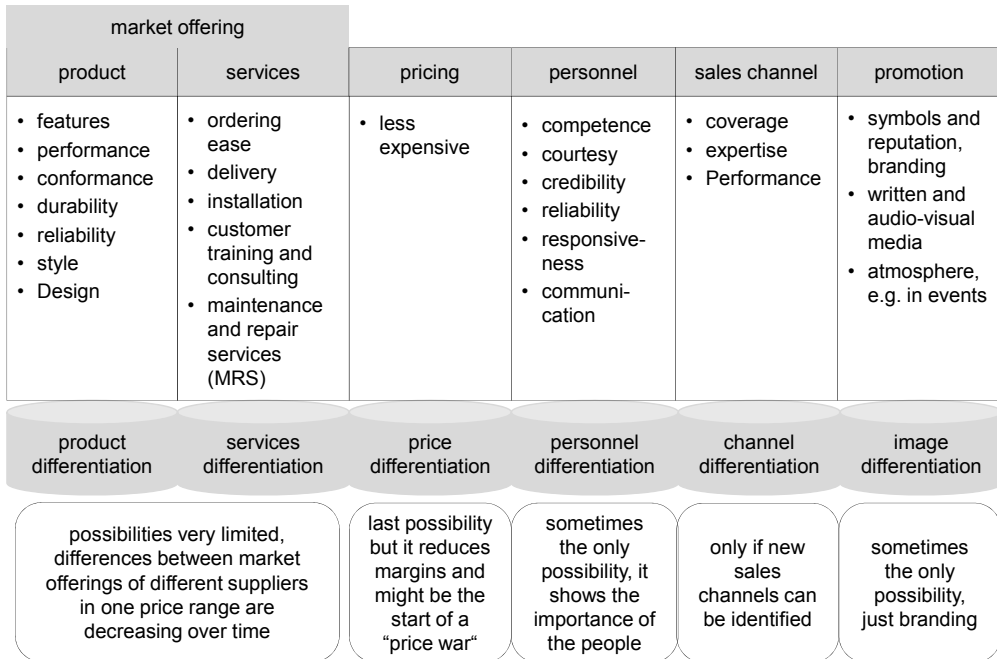 market offering
product
services
pricing
personnel
sales channel
promotion
• features
• performance
• conformance
• durability
• reliability
• style
• Design
• ordering
ease
• delivery
• installation
• customer
training and
consulting
• maintenance
and repair
services
(MRS)
• less
expensive
• competence
• courtesy
• credibility
• reliability
• responsive-
ness
• communi-
cation
• coverage
• expertise
• Performance
• symbols and
reputation,
branding
• written and
audio-visual
media
• atmosphere,
e.g. in events
product
differentiation
services
differentiation
price
differentiation
personnel
differentiation
channel
differentiation
image
differentiation
possibilities very limited,
differences between market
offerings of different suppliers
in one price range are
decreasing over time
last possibility
but it reduces
margins and
might be the
start of a
“price war“
sometimes
the only
possibility, it
shows the
importance of
the people
only if new
sales
channels can
be identified
sometimes
the only
possibility,
just branding